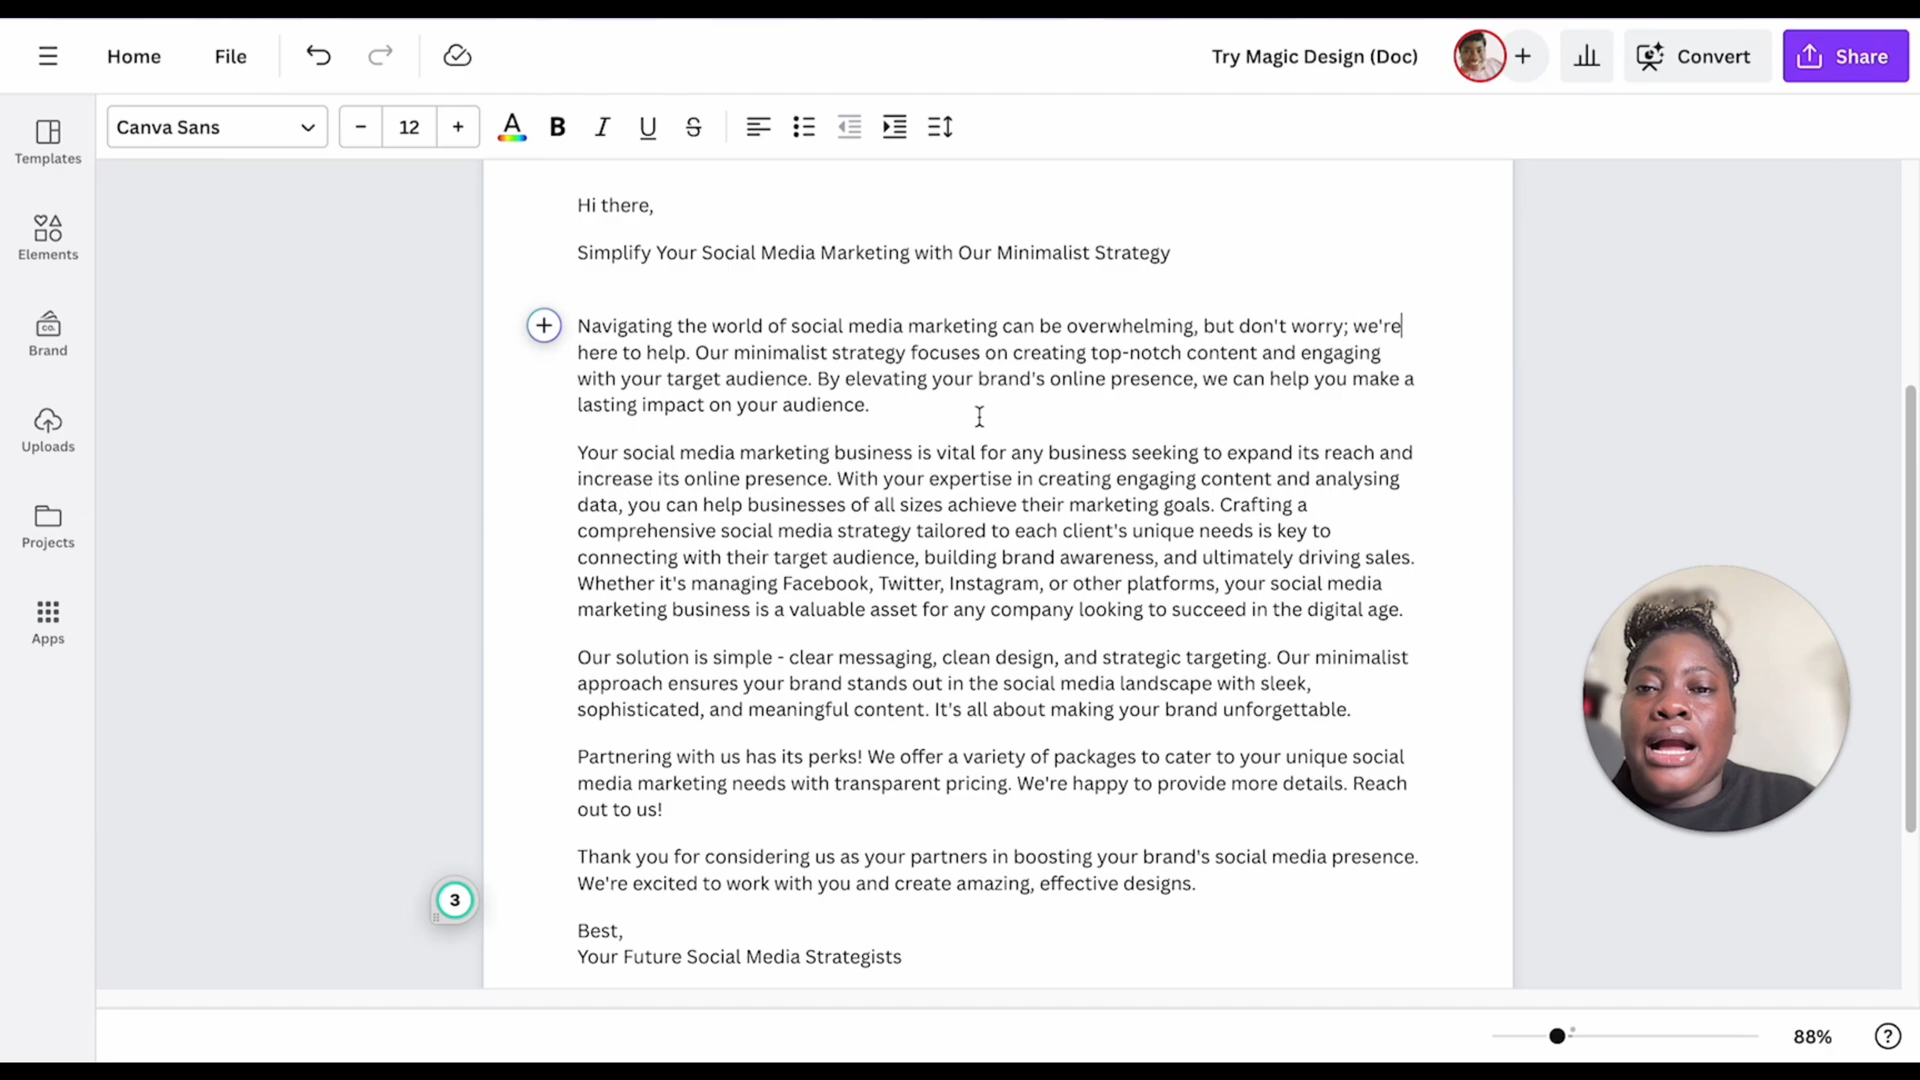 Home File Try Magic Design (Doc) Convert Share
Canva Sans 12 A B I U S
Templates
Elements
CO.
Brand
Uploads
Projects
Apps
Hi there,
Simplify Your Social Media Marketing with Our Minimalist Strategy
Navigating the world of social media marketing can be overwhelming, but don't worry; we're
here to help. Our minimalist strategy focuses on creating top-notch content and engaging
with your target audience. By elevating your brand's online presence, we can help you make a
lasting impact on your audience.
Your social media marketing business is vital for any business seeking to expand its reach and
increase its online presence. With your expertise in creating engaging content and analysing
data, you can help businesses of all sizes achieve their marketing goals. Crafting a
comprehensive social media strategy tailored to each client's unique needs is key to
connecting with their target audience, building brand awareness, and ultimately driving sales.
Whether it's managing Facebook, Twitter, Instagram, or other platforms, your social media
marketing business is a valuable asset for any company looking to succeed in the digital age.
Our solution is simple - clear messaging, clean design, and strategic targeting. Our minimalist
approach ensures your brand stands out in the social media landscape with sleek,
sophisticated, and meaningful content. It's all about making your brand unforgettable.
Partnering with us has its perks! We offer a variety of packages to cater to your unique social
media marketing needs with transparent pricing. We're happy to provide more details. Reach
out to us!
Thank you for considering us as your partners in boosting your brand's social media presence.
We're excited to work with you and create amazing, effective designs.
3
Best,
Your Future Social Media Strategists
88% ?